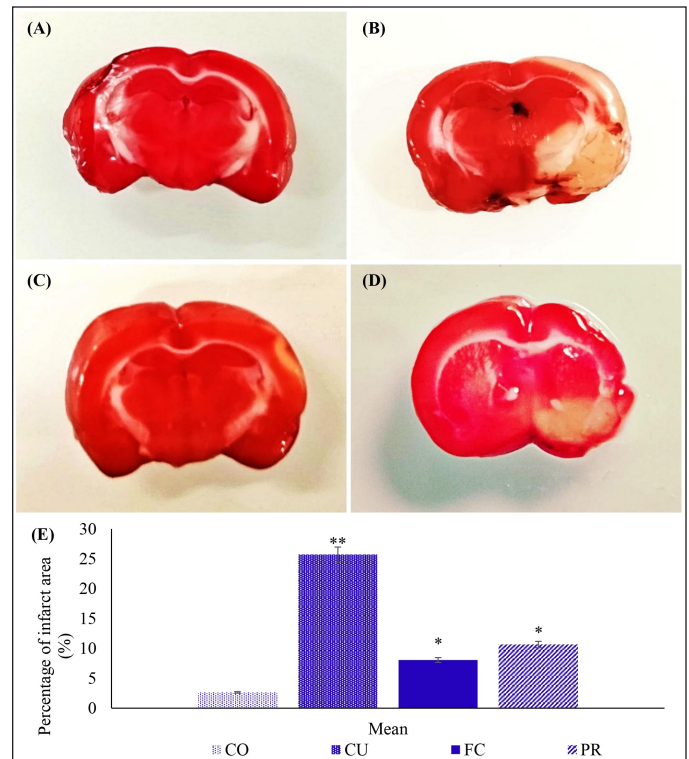 (A)
(B)
(C)
(D)
(E)
Percentage of infarct area
(%)
30
25
20
15
10
5
0
**
*
*
Mean
CO CU FC PR